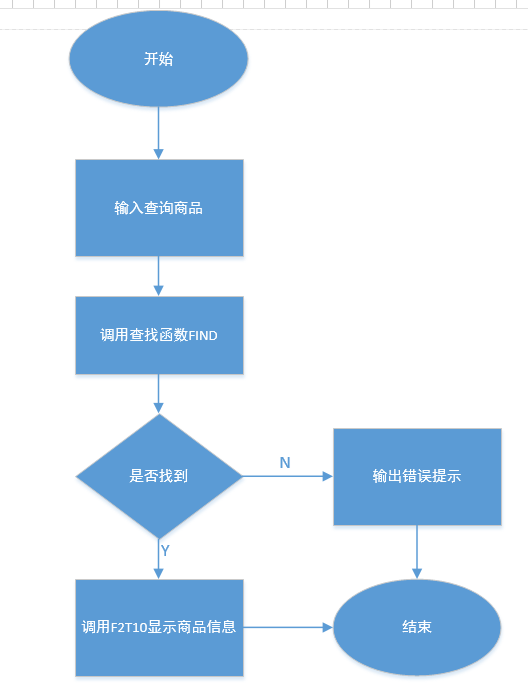 开始
输入查询商品
调用查找函数FIND
是否找到
N
输出错误提示
Y
调用F2T10显示商品信息
结束